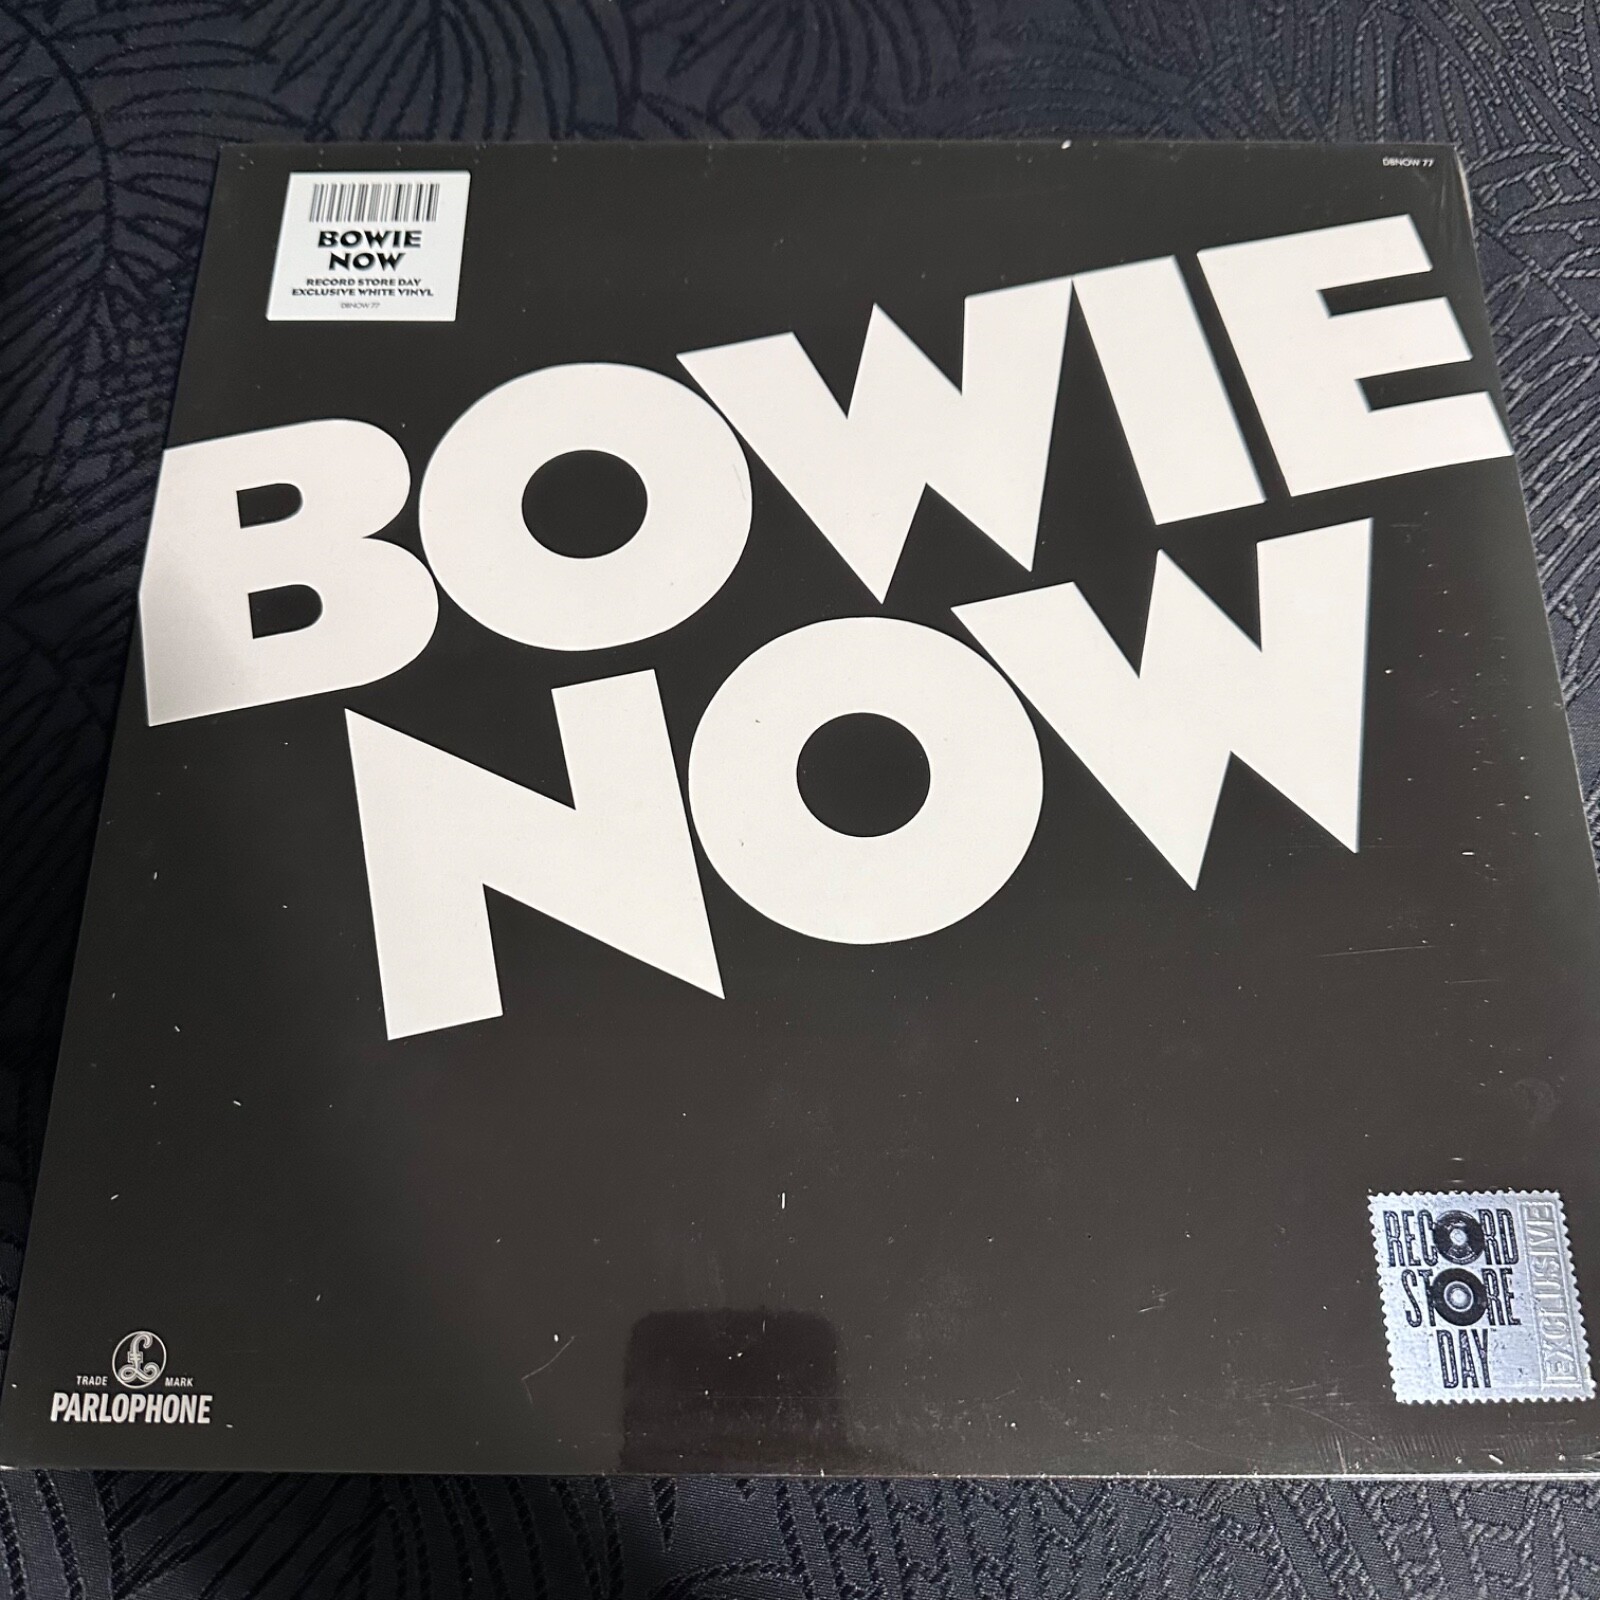 DBNOW 77
BOWIE
NOW
RECORD STORE DAY
EXCLUSIVE WHITE VINYL
DBNOW 77
BOWIE
NOW
TRADE MARK
PARLOPHONE
RECORD
STORE
DAY
EXCLUSIVE